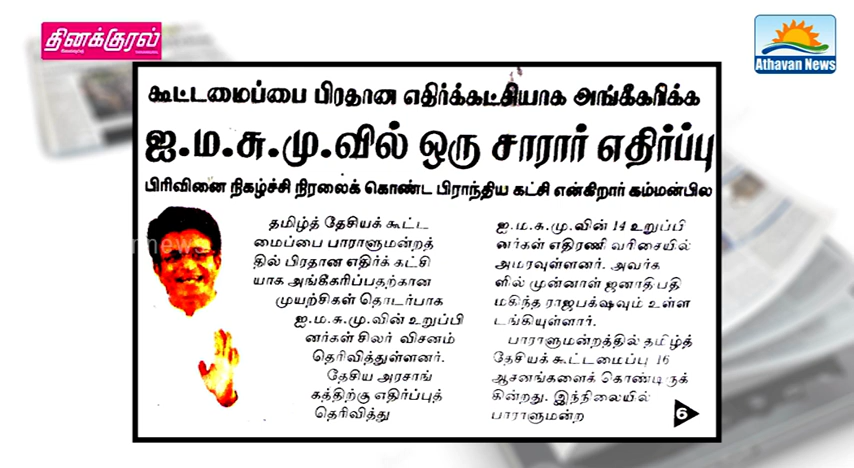 தினக்குரல்
Athavan News
கூட்டமைப்பை பிரதான எதிர்க்கட்சியாக அங்கீகரிக்க
ஐ.ம.சு.மு.வில் ஒரு சாரார் எதிர்ப்பு
பிரிவினை நிகழ்ச்சி நிரலைக் கொண்ட பிராந்திய கட்சி என்கிறார் கம்மன்பில
தமிழ்த் தேசியக் கூட்ட
மைப்பை பாராளுமன்றத்
தில் பிரதான எதிர்க் கட்சி
யாக அங்கீகரிப்பதற்கான
முயற்சிகள் தொடர்பாக
ஐ.ம.சு.மு.வின் உறுப்பி
னர்கள் சிலர் விசனம்
தெரிவித்துள்ளனர்.
தேசிய அரசாங்
கத்திற்கு எதிர்ப்புத்
தெரிவித்து
ஐ.ம.சு.மு.வின் 14 உறுப்பி
னர்கள் எதிரணி வரிசையில்
அமரவுள்ளனர். அவர்க
ளில் முன்னாள் ஜனாதிபதி
மகிந்த ராஜபக்ஷவும் உள்ள
டங்கியுள்ளார்.
பாராளுமன்றத்தில் தமிழ்த்
தேசியக் கூட்டமைப்பு 16
ஆசனங்களைக் கொண்டிருக்
கின்றது. இந்நிலையில்
பாராளுமன்ற
6